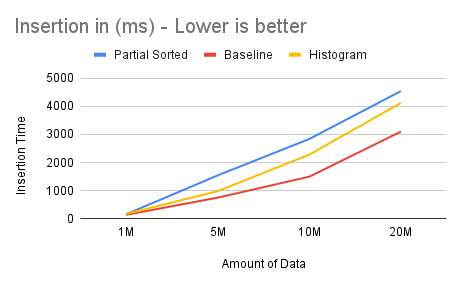 Insertion in (ms) - Lower is better
Partial Sorted Baseline Histogram
5000
4000
3000
2000
1000
0
Insertion Time
1M 5M 10M 20M
Amount of Data